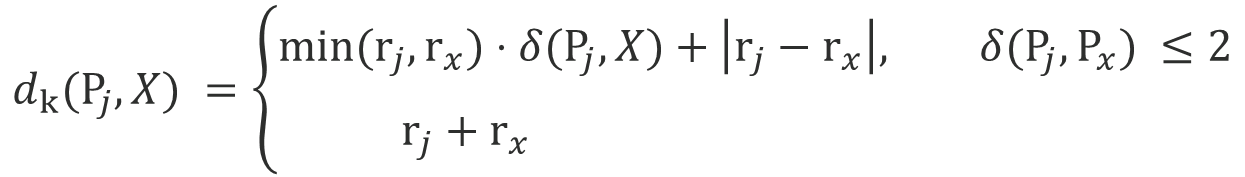 d_k(P_j, X) = { min(r_j, r_x) · δ(P_j, X) + |r_j − r_x|, δ(P_j, P_x) ≤ 2
r_j + r_x